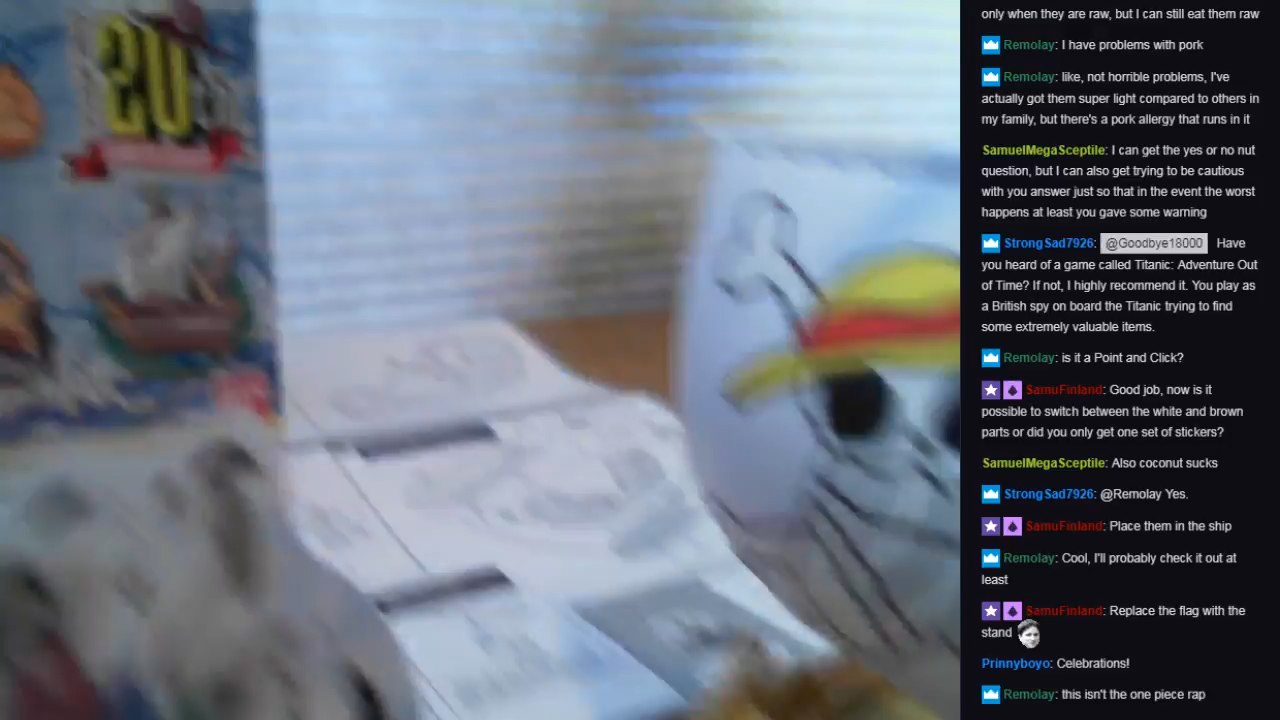 20
only when they are raw, but I can still eat them raw
Remolay: I have problems with pork
Remolay: like, not horrible problems, I've
actually got them super light compared to others in
my family, but there's a pork allergy that runs in it
SamuelMegaSceptile: I can get the yes or no nut
question, but I can also get trying to be cautious
with you answer just so that in the event the worst
happens at least you gave some warning
StrongSad7926: @Goodbye18000 Have
you heard of a game called Titanic: Adventure Out
of Time? If not, I highly recommend it. You play as
a British spy on board the Titanic trying to find
some extremely valuable items.
Remolay: is it a Point and Click?
SamuFinland: Good job, now is it
possible to switch between the white and brown
parts or did you only get one set of stickers?
SamuelMegaSceptile: Also coconut sucks
StrongSad7926: @Remolay Yes.
SamuFinland: Place them in the ship
Remolay: Cool, I'll probably check it out at
least
SamuFinland: Replace the flag with the
stand
Prinnyboyo: Celebrations!
Remolay: this isn't the one piece rap